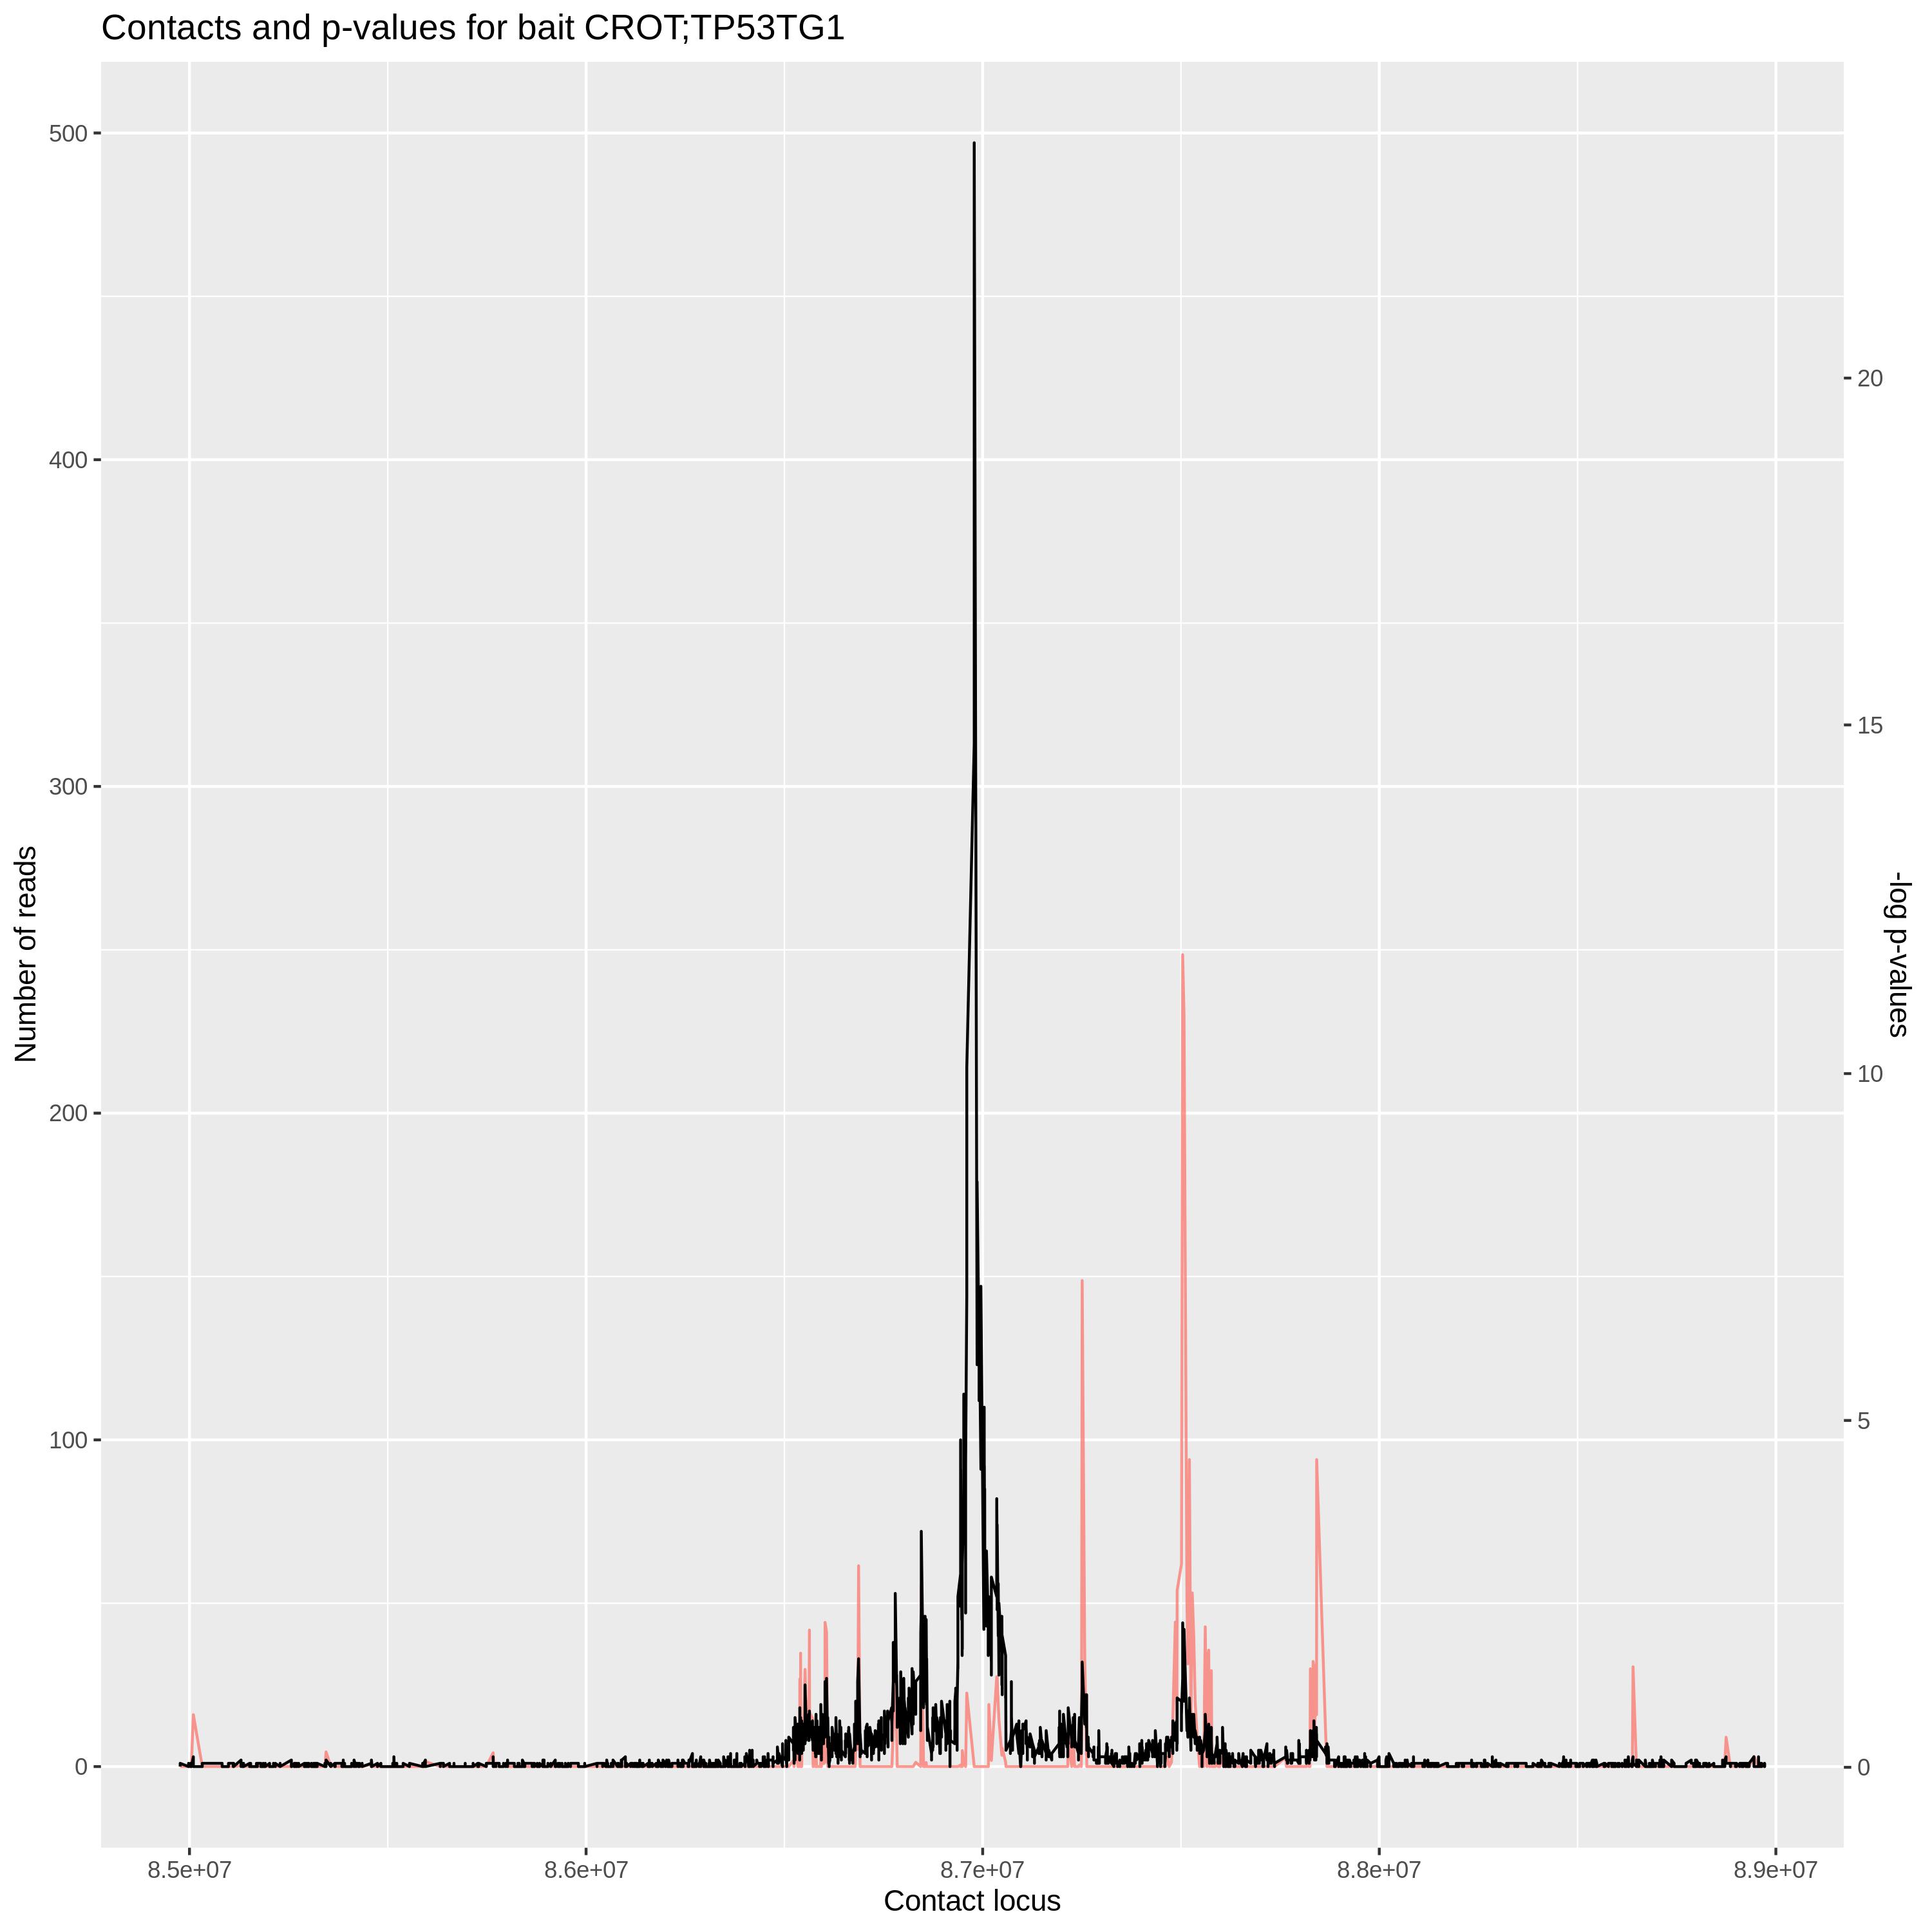 Contacts and p-values for bait CROT;TP53TG1
500
400
300
200
100
0
Number of reads
20
15
10
5
0
-log p-values
8.5e+07
8.6e+07
8.7e+07
8.8e+07
8.9e+07
Contact locus